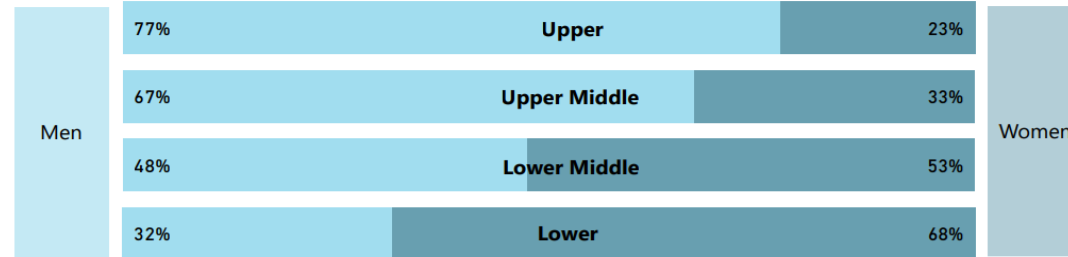 77% Upper 23%
67% Upper Middle 33%
Men
Women
48% Lower Middle 53%
32% Lower 68%